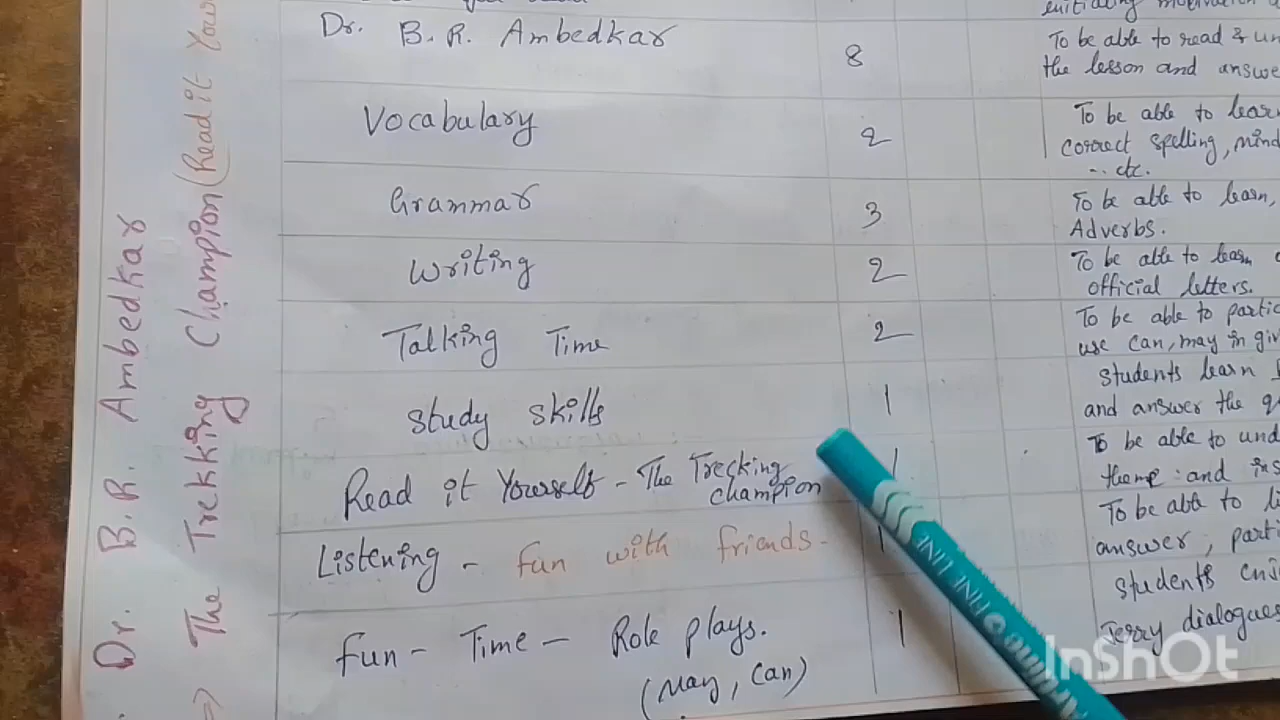 Dr. B.R. Ambedkar 8 To be able to read &
the lesson and answe
Vocabulary 2 To be able to lear
correct spelling, mind
... etc.
Grammar 3 To be able to learn,
Adverbs.
Writing 2 To be able to learn
official letters.
Talking Time 2 To be able to partic
use can, may in giv
Study skills 1 Students learn
and answer the q
Read it Yourself - The Trecking champion 1 To be able to und
theme: and ins
Listening - Fun with friends - 1 To be able to li
answer, parti
Fun - Time - Role plays. 1 Students enj
(May, Can) Jerry dialogues
Dr. B.R. Ambedkar
=> The Trekking Champion (Read it Your
FINE LINE
InShOt